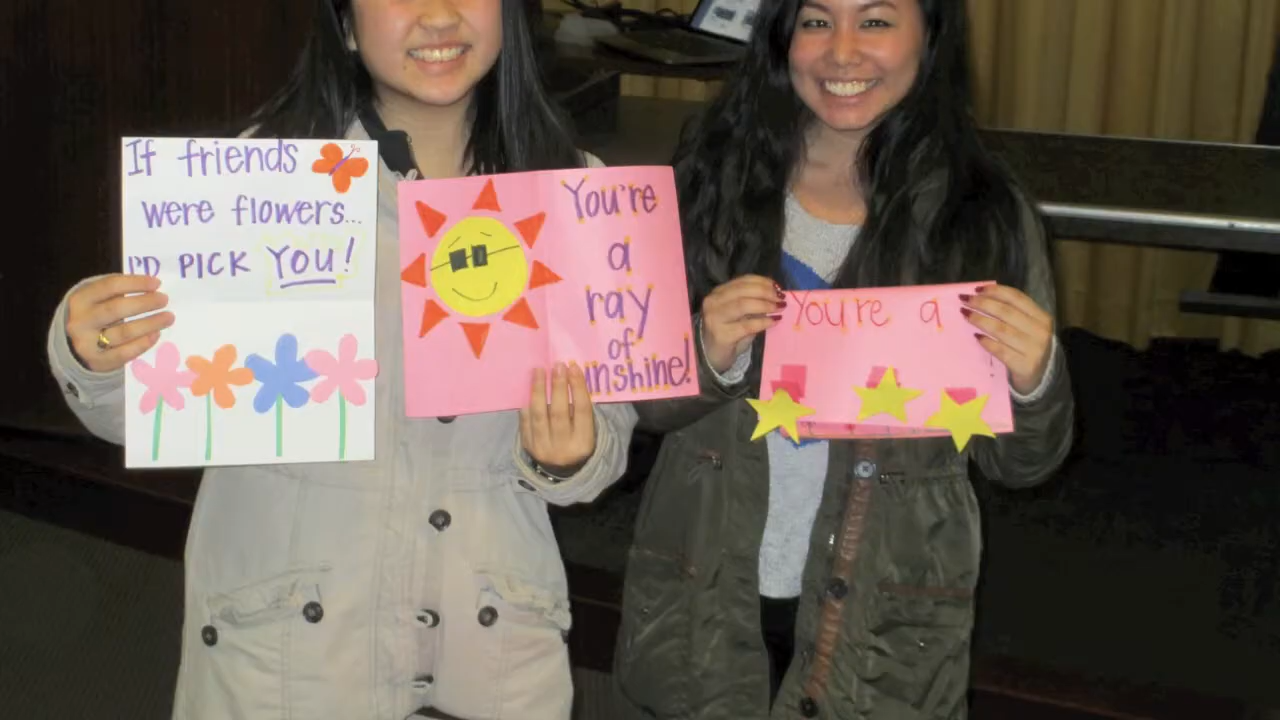 If friends
were flowers...
I'D PICK YOU!
You're
a
ray
of
unshine!
You're a
!